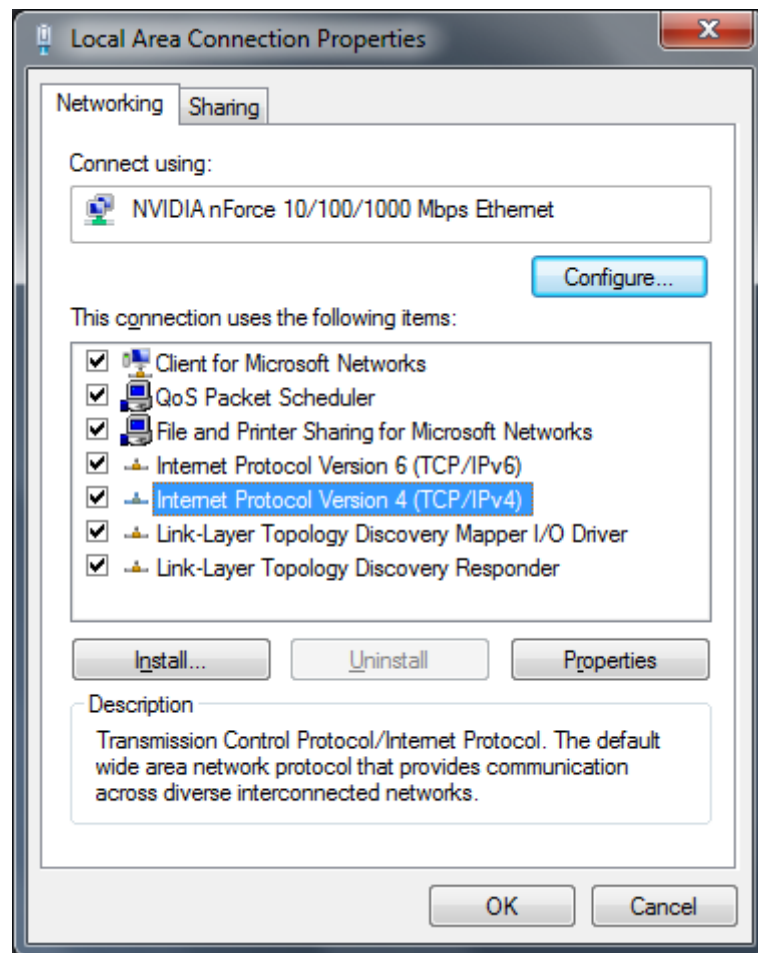 Local Area Connection Properties
Networking
Sharing
Connect using:
NVIDIA nForce 10/100/1000 Mbps Ethernet
Configure...
This connection uses the following items:
Client for Microsoft Networks
QoS Packet Scheduler
File and Printer Sharing for Microsoft Networks
Internet Protocol Version 6 (TCP/IPv6)
Internet Protocol Version 4 (TCP/IPv4)
Link-Layer Topology Discovery Mapper I/O Driver
Link-Layer Topology Discovery Responder
Install...
Uninstall
Properties
Description
Transmission Control Protocol/Internet Protocol. The default
wide area network protocol that provides communication
across diverse interconnected networks.
OK
Cancel